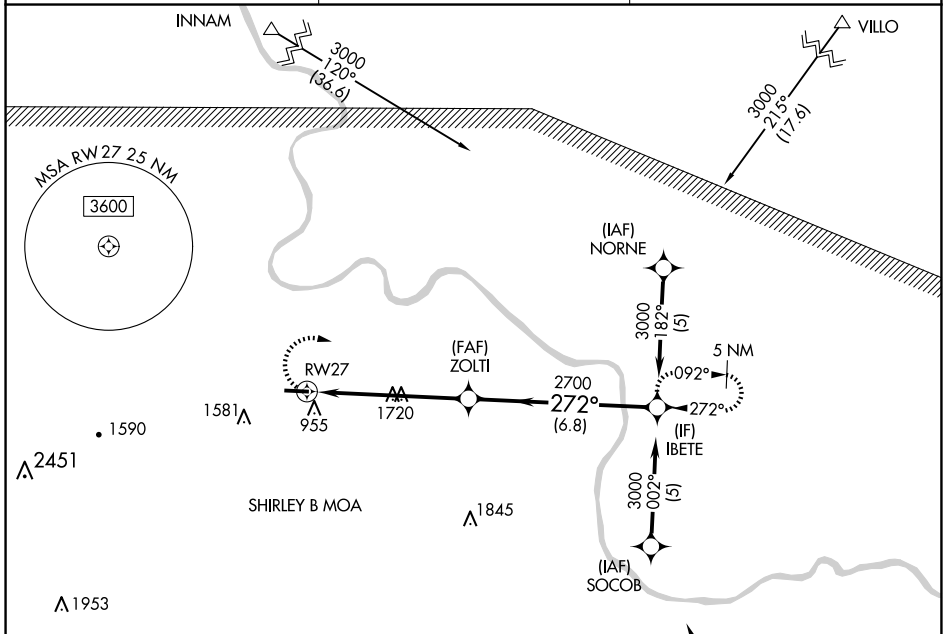 INNAM
3000
120°
(36.6)
VILLO
3000
215°
(17.6)
MSA RW27 25 NM
3600
(IAF)
NORNE
3000
182°
(5)
5 NM
092°
272°
(FAF)
ZOLTI
RW27
2700
272°
(6.8)
(IF)
IBETE
1581
955
1720
1590
2451
SHIRLEY B MOA
1845
3000
002°
(5)
(IAF)
SOCOB
1953